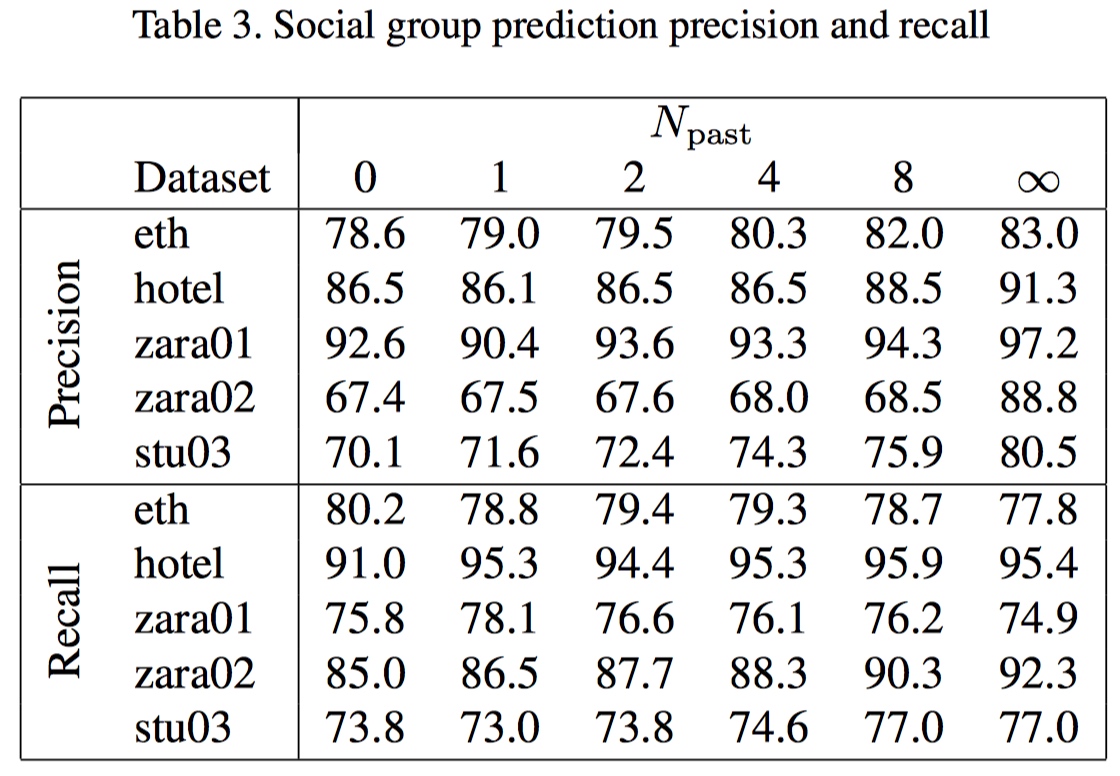 Table 3. Social group prediction precision and recall
N_past
Dataset 0 1 2 4 8 ∞
Precision
eth 78.6 79.0 79.5 80.3 82.0 83.0
hotel 86.5 86.1 86.5 86.5 88.5 91.3
zara01 92.6 90.4 93.6 93.3 94.3 97.2
zara02 67.4 67.5 67.6 68.0 68.5 88.8
stu03 70.1 71.6 72.4 74.3 75.9 80.5
Recall
eth 80.2 78.8 79.4 79.3 78.7 77.8
hotel 91.0 95.3 94.4 95.3 95.9 95.4
zara01 75.8 78.1 76.6 76.1 76.2 74.9
zara02 85.0 86.5 87.7 88.3 90.3 92.3
stu03 73.8 73.0 73.8 74.6 77.0 77.0